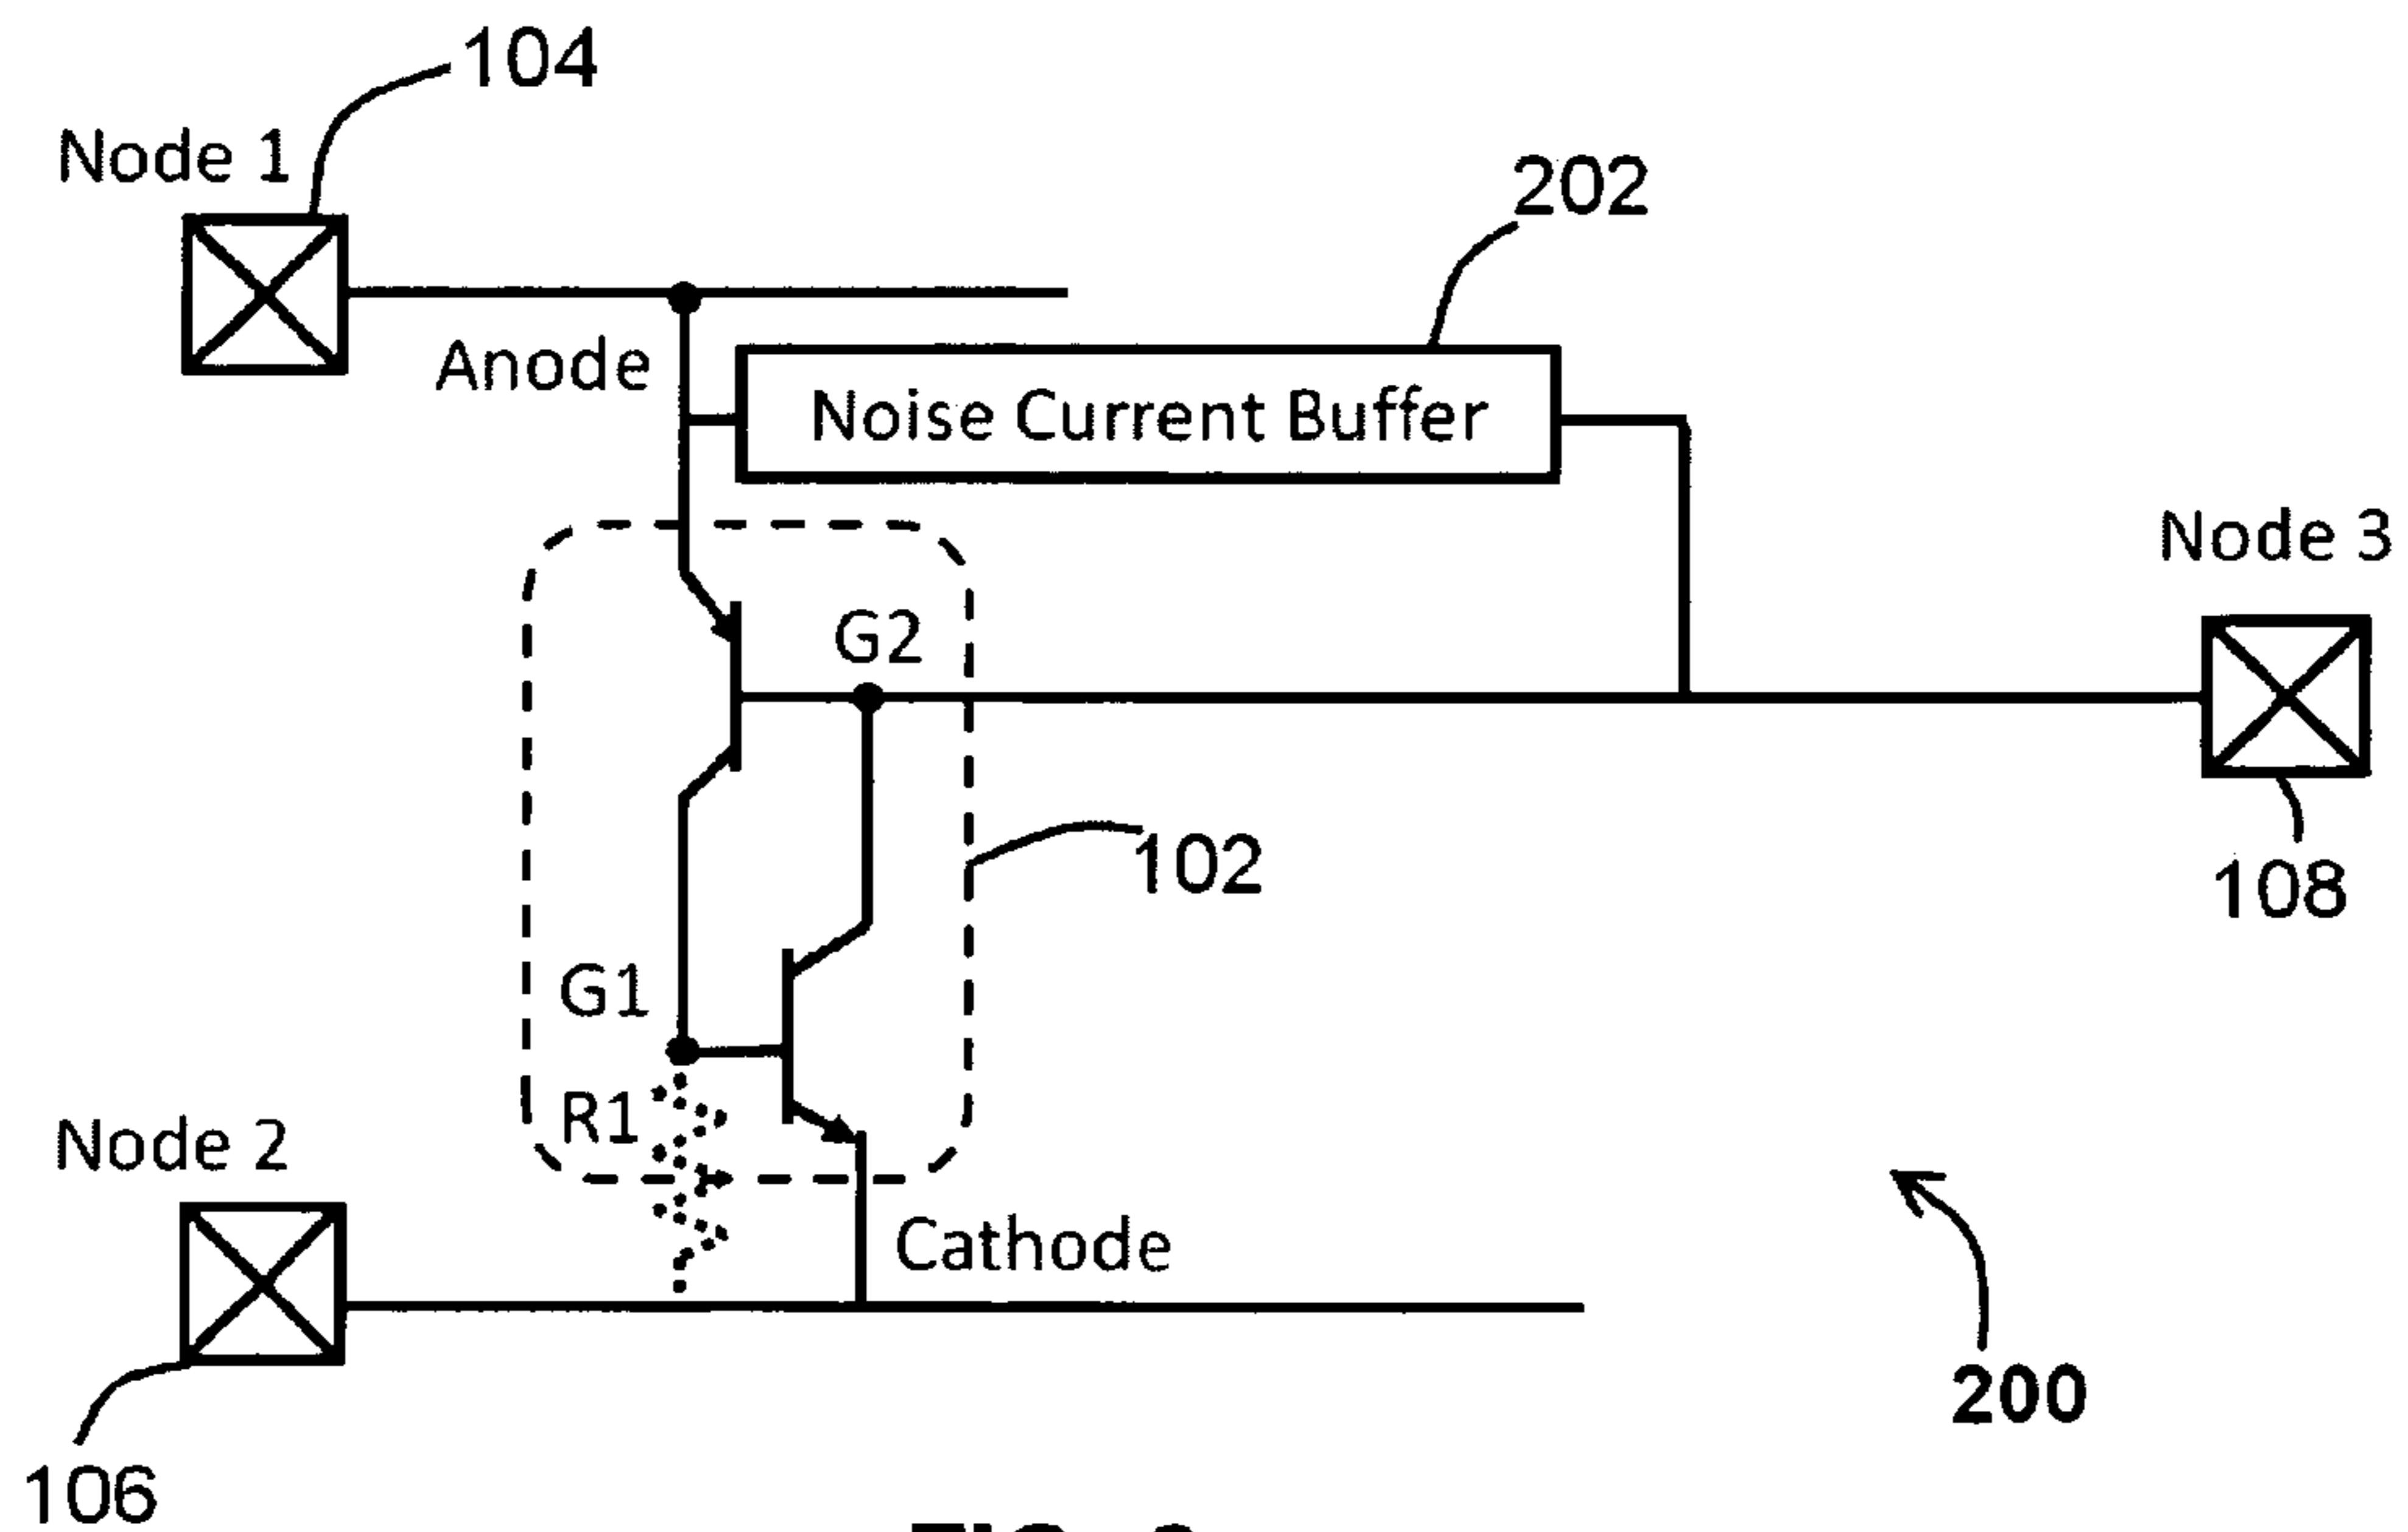 104
Node 1
202
Anode
Noise Current Buffer
Node 3
G2
102
108
G1
R1
Node 2
Cathode
200
106